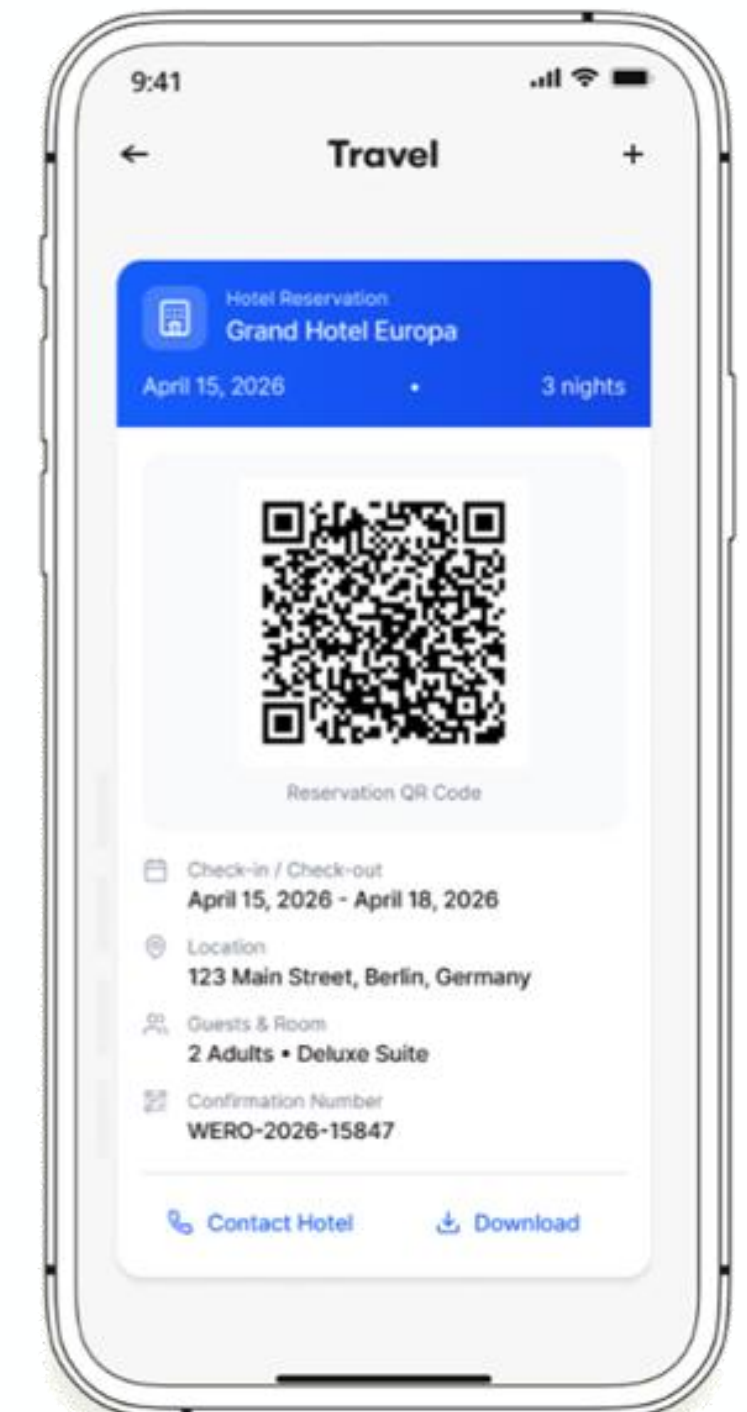 9:41
Travel
Hotel Reservation
Grand Hotel Europa
April 15, 2026 • 3 nights
Reservation QR Code
Check-in / Check-out
April 15, 2026 - April 18, 2026
Location
123 Main Street, Berlin, Germany
Guests & Room
2 Adults • Deluxe Suite
Confirmation Number
WERO-2026-15847
Contact Hotel Download